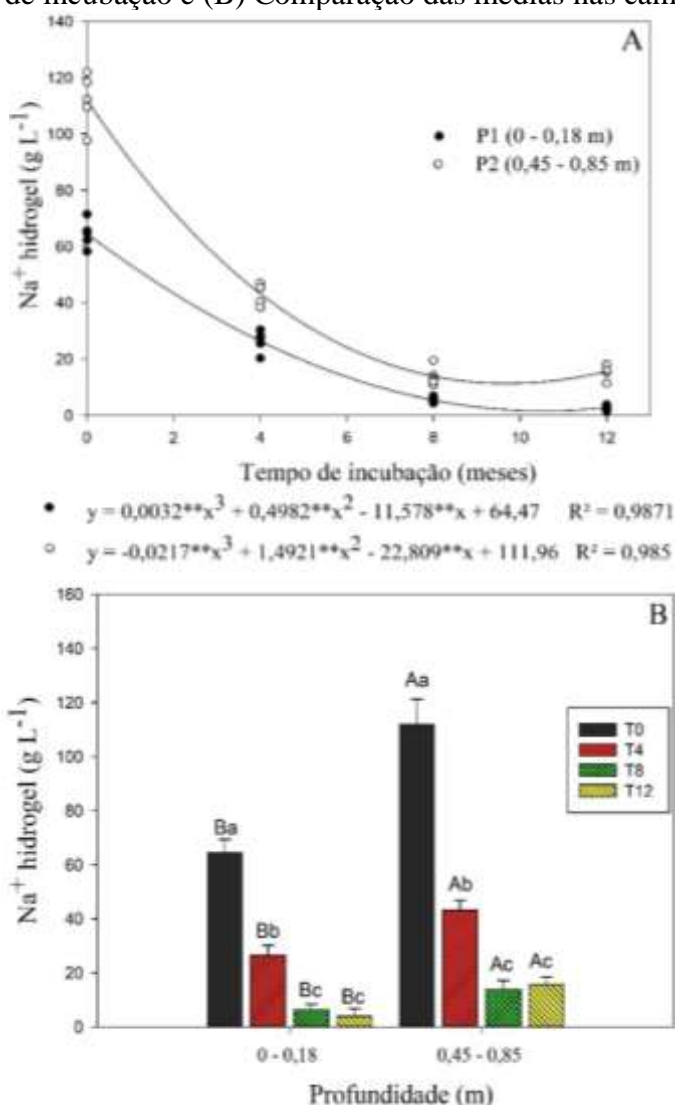 de incubação e (B) Comparação das médias nas
A
140
120
100
80
60
40
20
0
Na+ hidrogel (g L-1)
P1 (0 - 0,18 m)
P2 (0,45 - 0,85 m)
0 2 4 6 8 10 12
Tempo de incubação (meses)
y = 0,0032**x3 + 0,4982**x2 - 11,578**x + 64,47 R² = 0,9871
y = -0,0217**x3 + 1,4921**x2 - 22,809**x + 111,96 R² = 0,985
B
160
140
120
100
80
60
40
20
0
Na+ hidrogel (g L-1)
T0
T4
T8
T12
Ba Bb Bc Bc
Aa Ab Ac Ac
0 - 0,18 0,45 - 0,85
Profundidade (m)